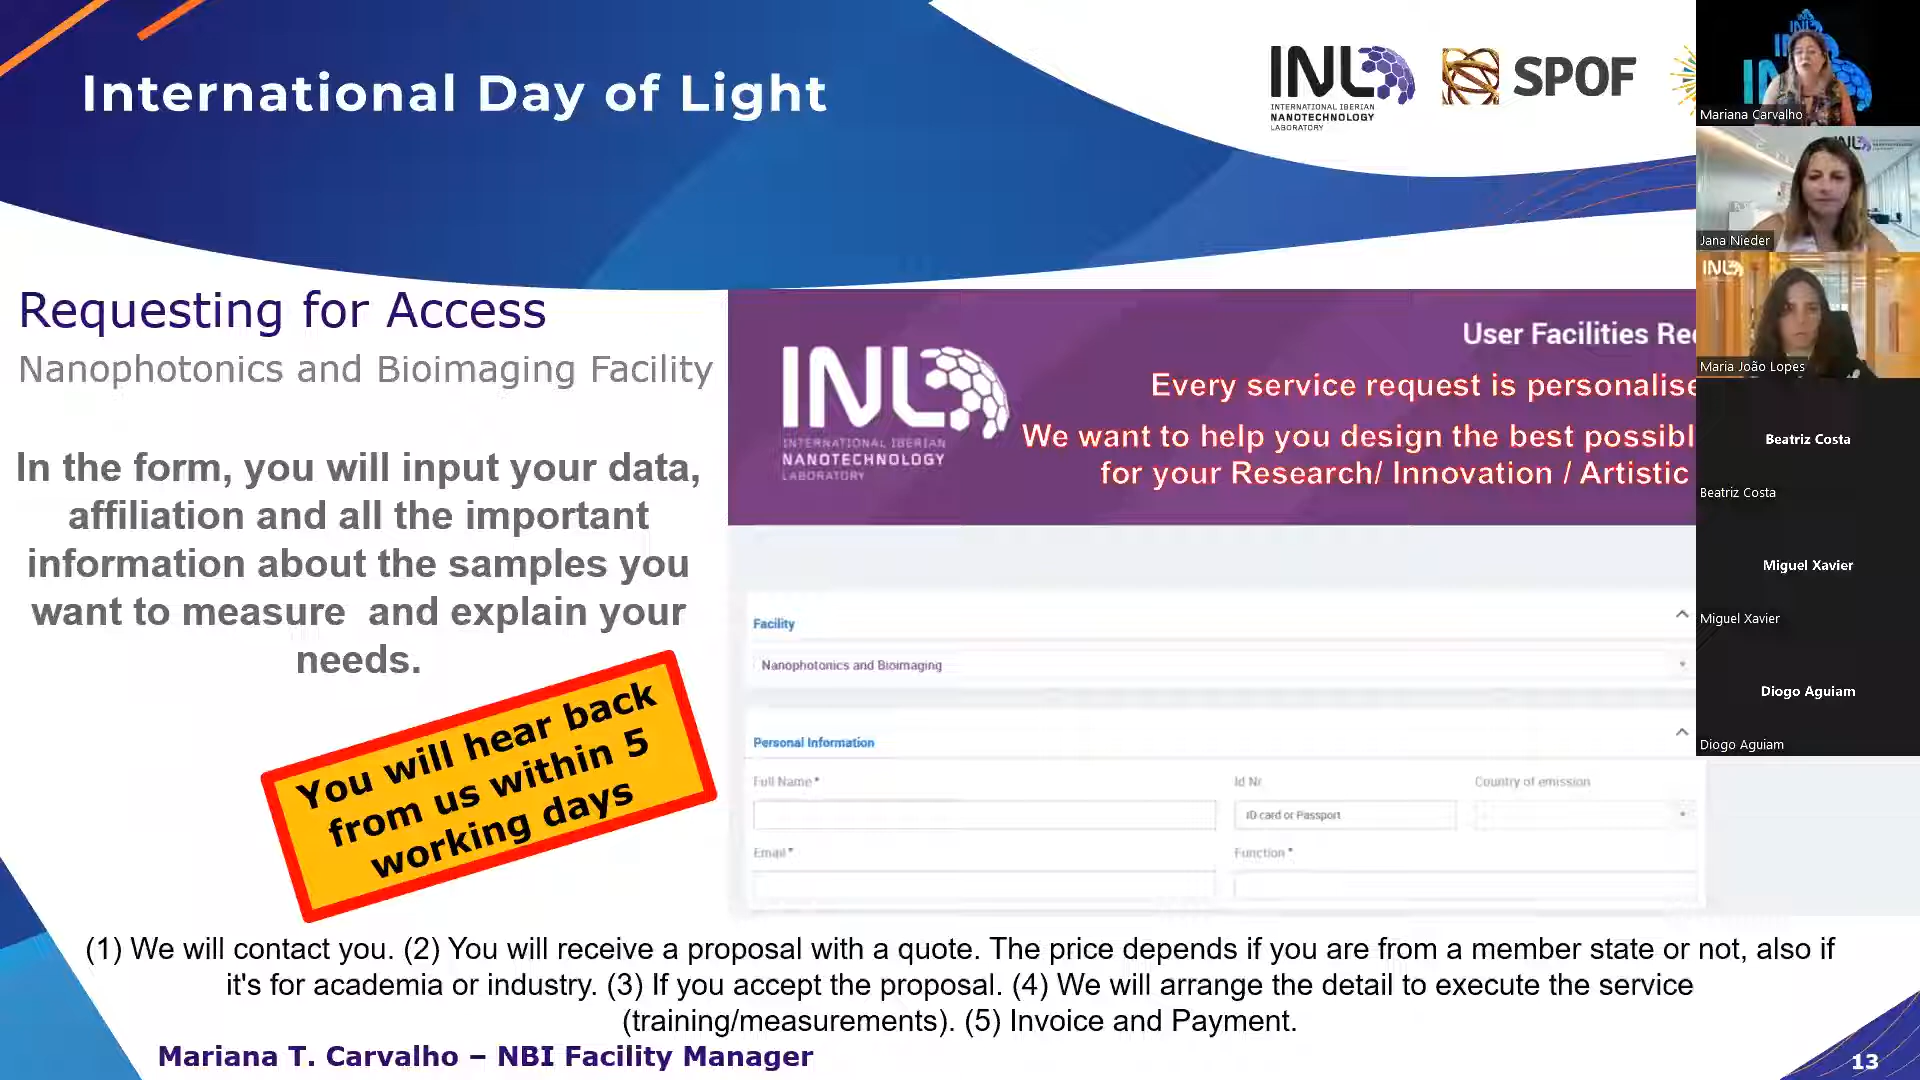 International Day of Light
INL
INTERNATIONAL IBERIAN
NANOTECHNOLOGY
LABORATORY
SPOF
Requesting for Access
Nanophotonics and Bioimaging Facility
In the form, you will input your data,
affiliation and all the important
information about the samples you
want to measure and explain your
needs.
You will hear back
from us within 5
working days
INL
INTERNATIONAL IBERIAN
NANOTECHNOLOGY
LABORATORY
User Facilities Re
Every service request is personalise
We want to help you design the best possibl
for your Research/ Innovation / Artistic
Facility
Nanophotonics and Bioimaging
Personal Information
Full Name*
Id Nr
Country of emission
ID card or Passport
Email*
Function*
(1) We will contact you. (2) You will receive a proposal with a quote. The price depends if you are from a member state or not, also if
it's for academia or industry. (3) If you accept the proposal. (4) We will arrange the detail to execute the service
(training/measurements). (5) Invoice and Payment.
Mariana T. Carvalho – NBI Facility Manager
13
Mariana Carvalho
Jana Nieder
INL
Maria João Lopes
Beatriz Costa
Beatriz Costa
Miguel Xavier
Miguel Xavier
Diogo Aguiam
Diogo Aguiam